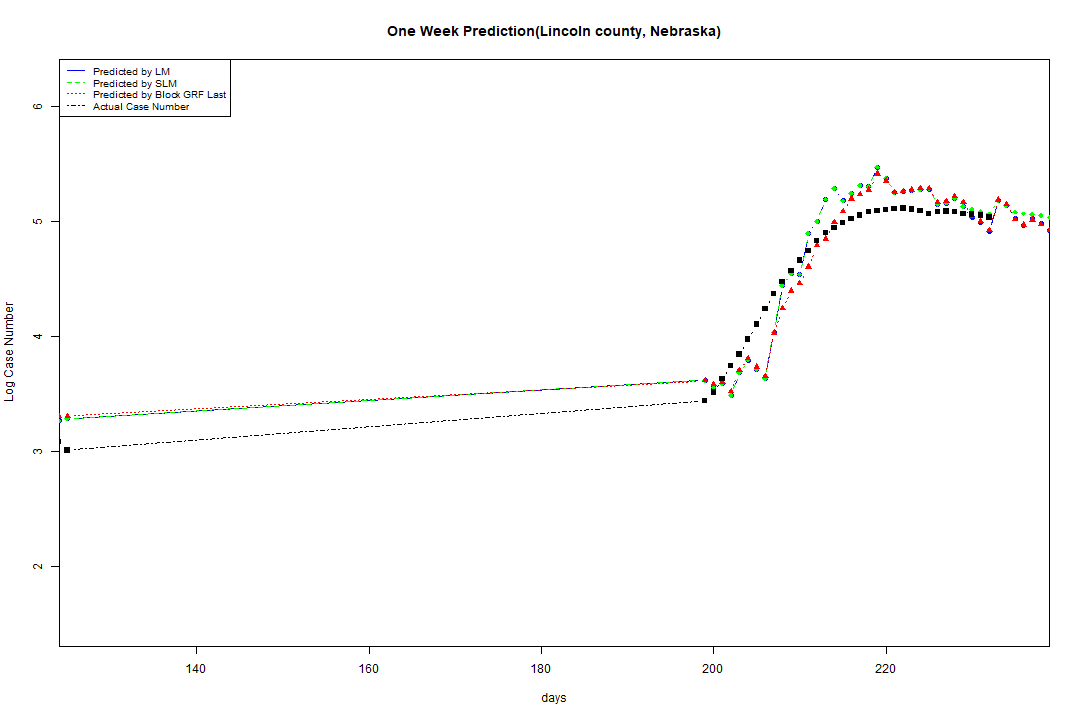 One Week Prediction(Lincoln county, Nebraska)
Predicted by LM
Predicted by SLM
Predicted by Block GRF Last
Actual Case Number
Log Case Number
6
5
4
3
2
140 160 180 200 220
days